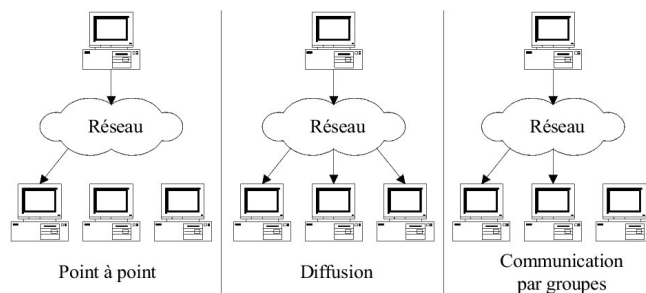 Réseau
Point à point
Réseau
Diffusion
Réseau
Communication
par groupes